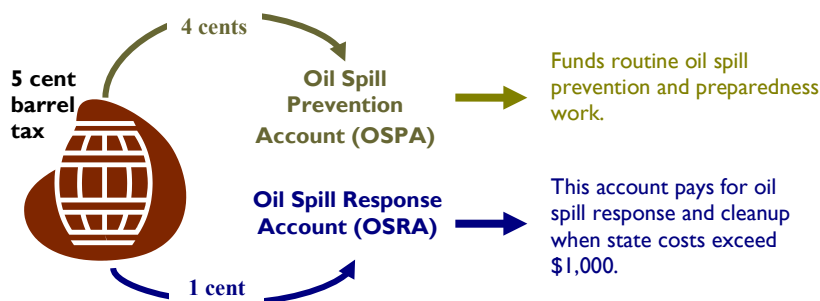 5 cent
barrel
tax
4 cents
Oil Spill
Prevention
Account (OSPA)
Funds routine oil spill
prevention and preparedness
work.
1 cent
Oil Spill Response
Account (OSRA)
This account pays for oil
spill response and cleanup
when state costs exceed
$1,000.